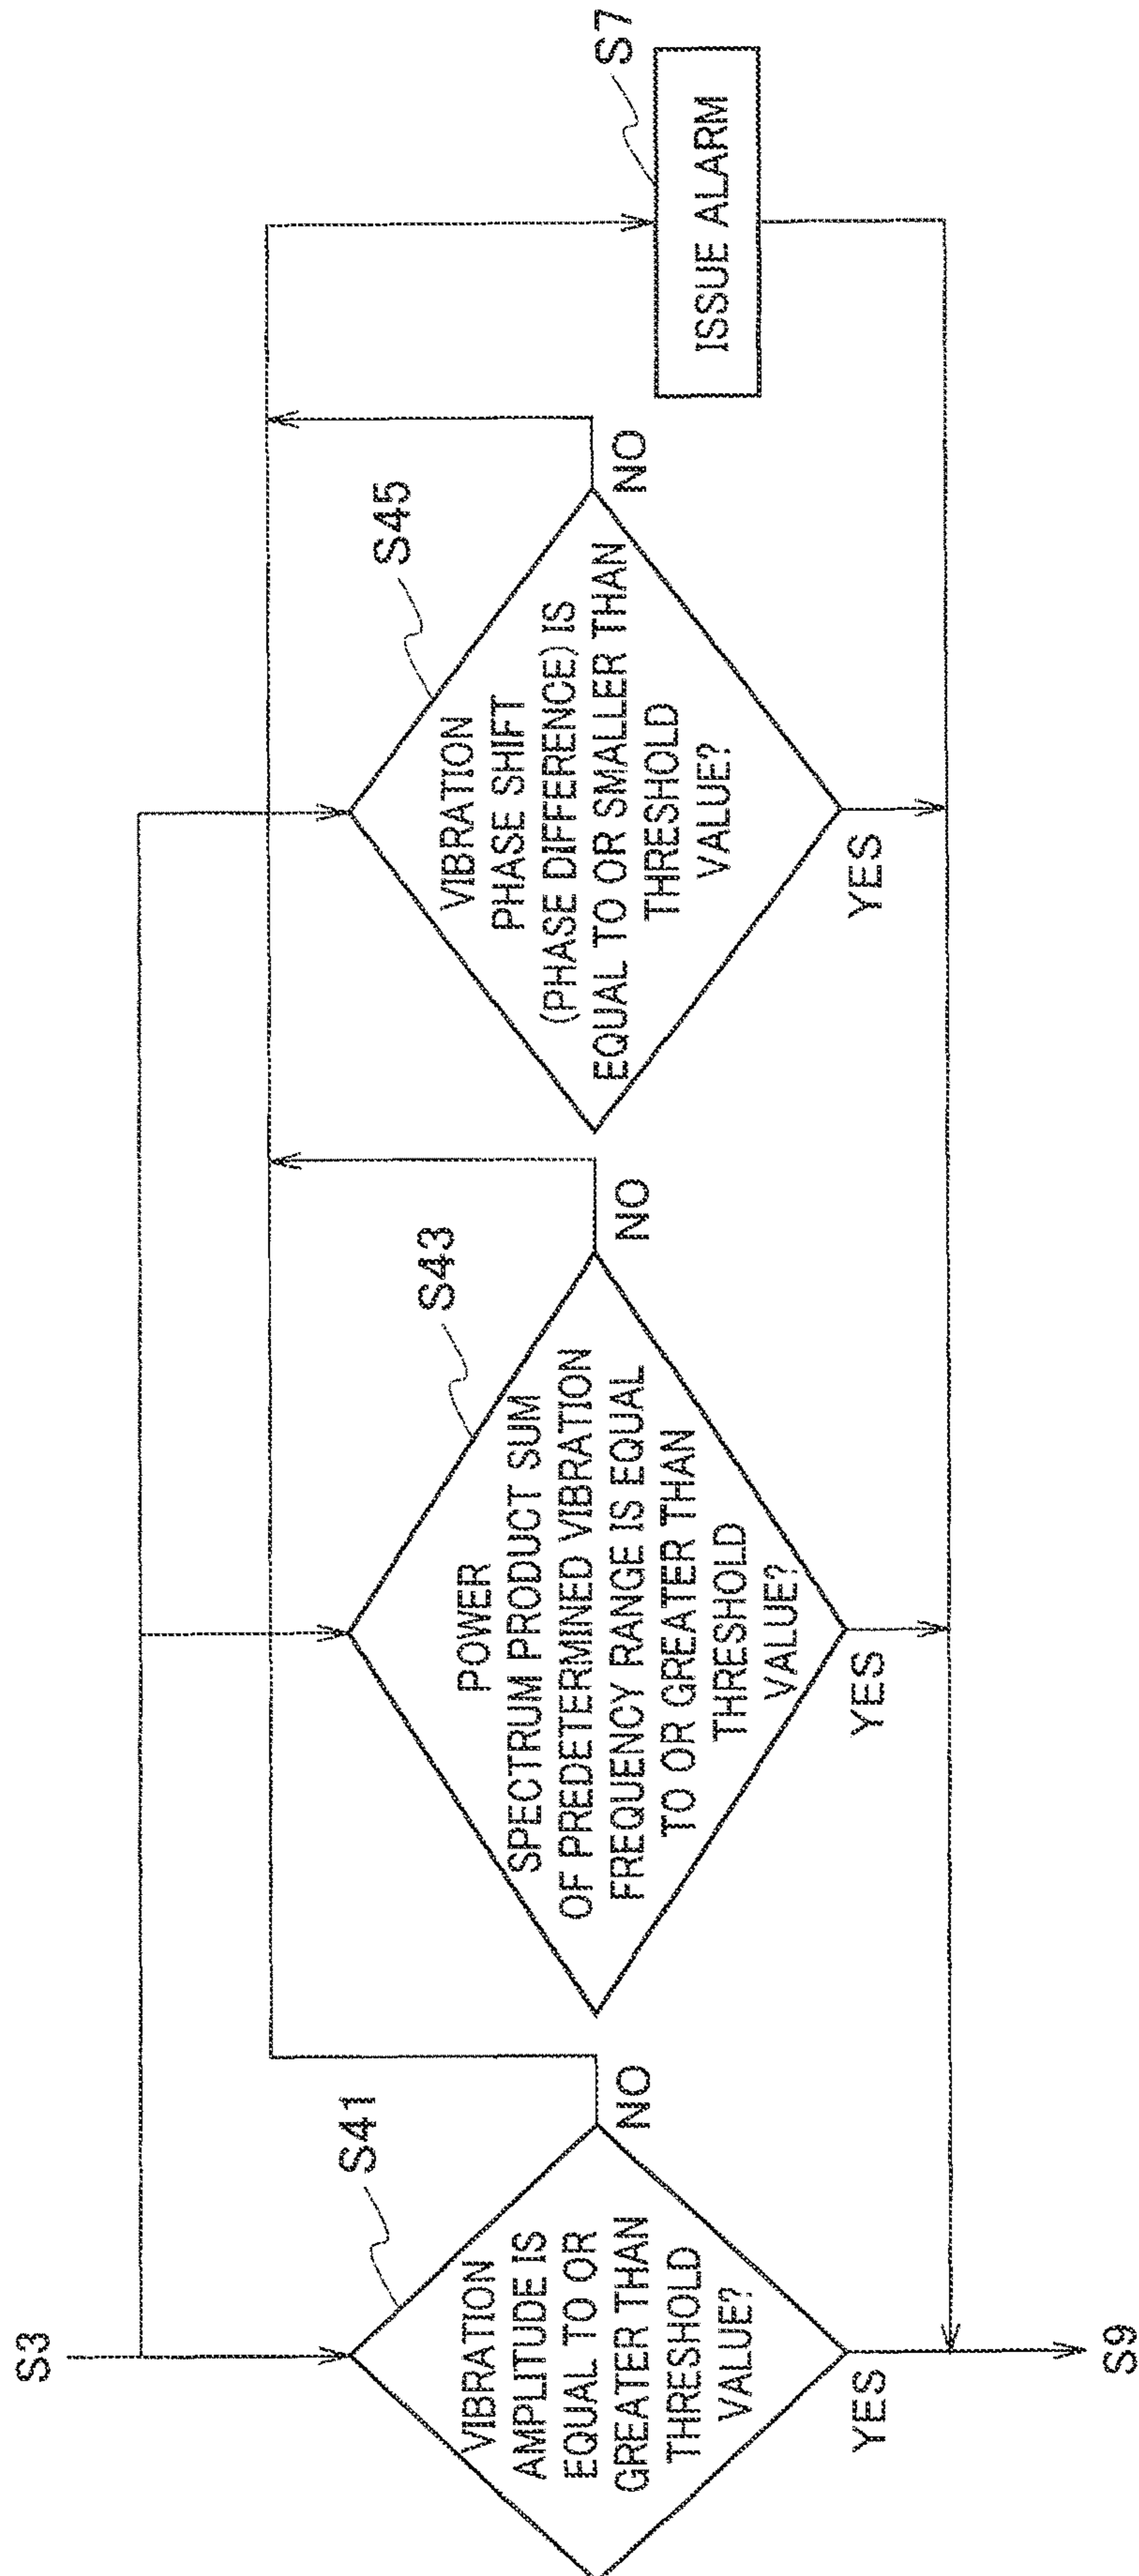 S3
S41
VIBRATION
AMPLITUDE IS
EQUAL TO OR
GREATER THAN
THRESHOLD
VALUE?
NO
YES
S43
POWER
SPECTRUM PRODUCT SUM
OF PREDETERMINED VIBRATION
FREQUENCY RANGE IS EQUAL
TO OR GREATER THAN
THRESHOLD
VALUE?
NO
YES
S45
VIBRATION
PHASE SHIFT
(PHASE DIFFERENCE) IS
EQUAL TO OR SMALLER THAN
THRESHOLD
VALUE?
NO
YES
S7
ISSUE ALARM
S9